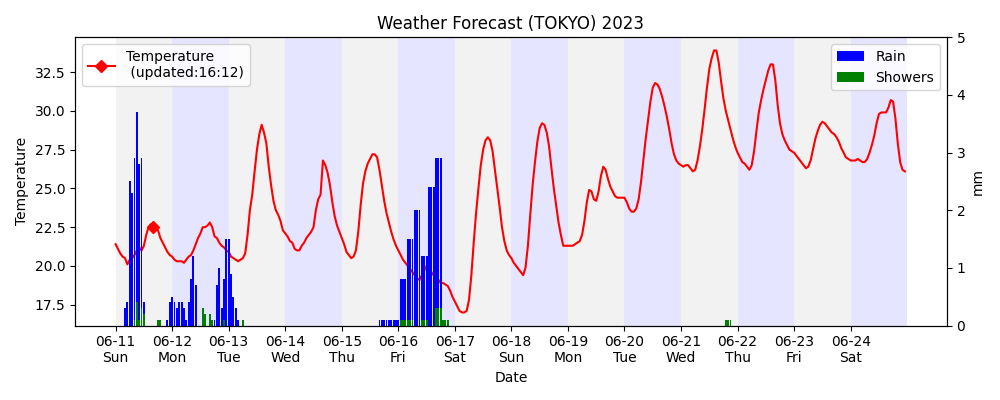 Weather Forecast (TOKYO) 2023
Temperature
(updated:16:12)
Rain
Showers
Temperature
32.5
30.0
27.5
25.0
22.5
20.0
17.5
5
4
3
2
1
0
mm
06-11 06-12 06-13 06-14 06-15 06-16 06-17 06-18 06-19 06-20 06-21 06-22 06-23 06-24
Sun Mon Tue Wed Thu Fri Sat Sun Mon Tue Wed Thu Fri Sat
Date